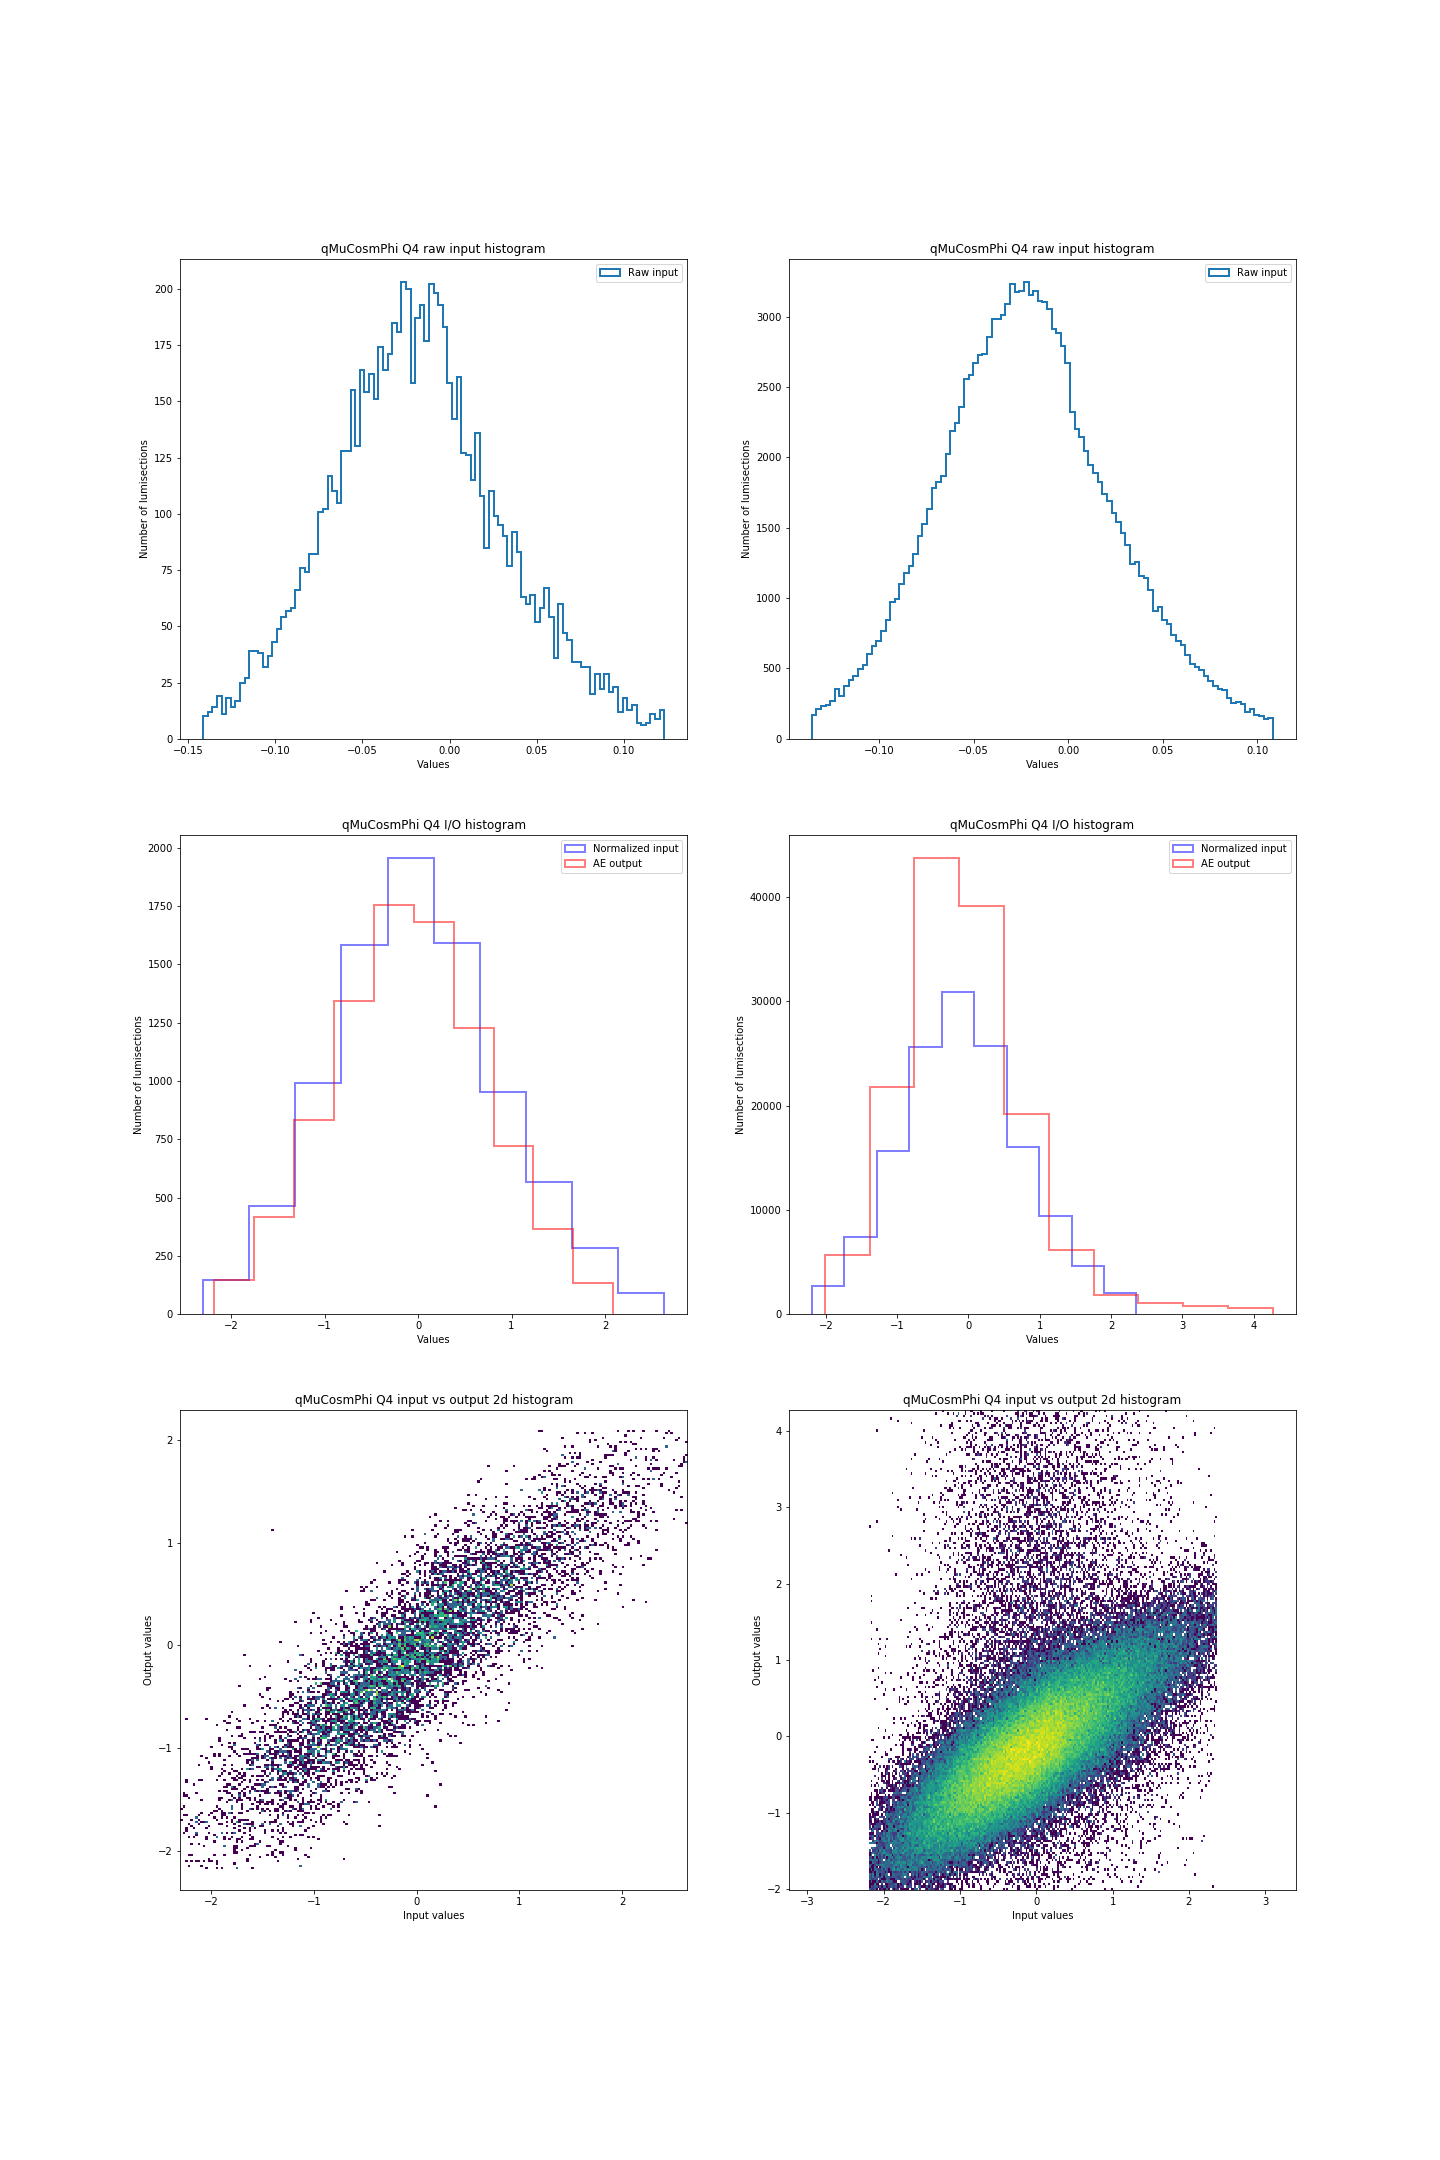 qMuCosmPhi Q4 raw input histogram
Raw input
200
175
150
125
100
75
50
25
0
Number of lumisections
−0.15 −0.10 −0.05 0.00 0.05 0.10
Values
qMuCosmPhi Q4 raw input histogram
Raw input
3000
2500
2000
1500
1000
500
0
Number of lumisections
−0.10 −0.05 0.00 0.05 0.10
Values
qMuCosmPhi Q4 I/O histogram
Normalized input
AE output
2000
1750
1500
1250
1000
750
500
250
0
Number of lumisections
−2 −1 0 1 2
Values
qMuCosmPhi Q4 I/O histogram
Normalized input
AE output
40000
30000
20000
10000
0
Number of lumisections
−2 −1 0 1 2 3 4
Values
qMuCosmPhi Q4 input vs output 2d histogram
2
1
0
−1
−2
Output values
−2 −1 0 1 2
Input values
qMuCosmPhi Q4 input vs output 2d histogram
4
3
2
1
0
−1
−2
Output values
−3 −2 −1 0 1 2 3
Input values